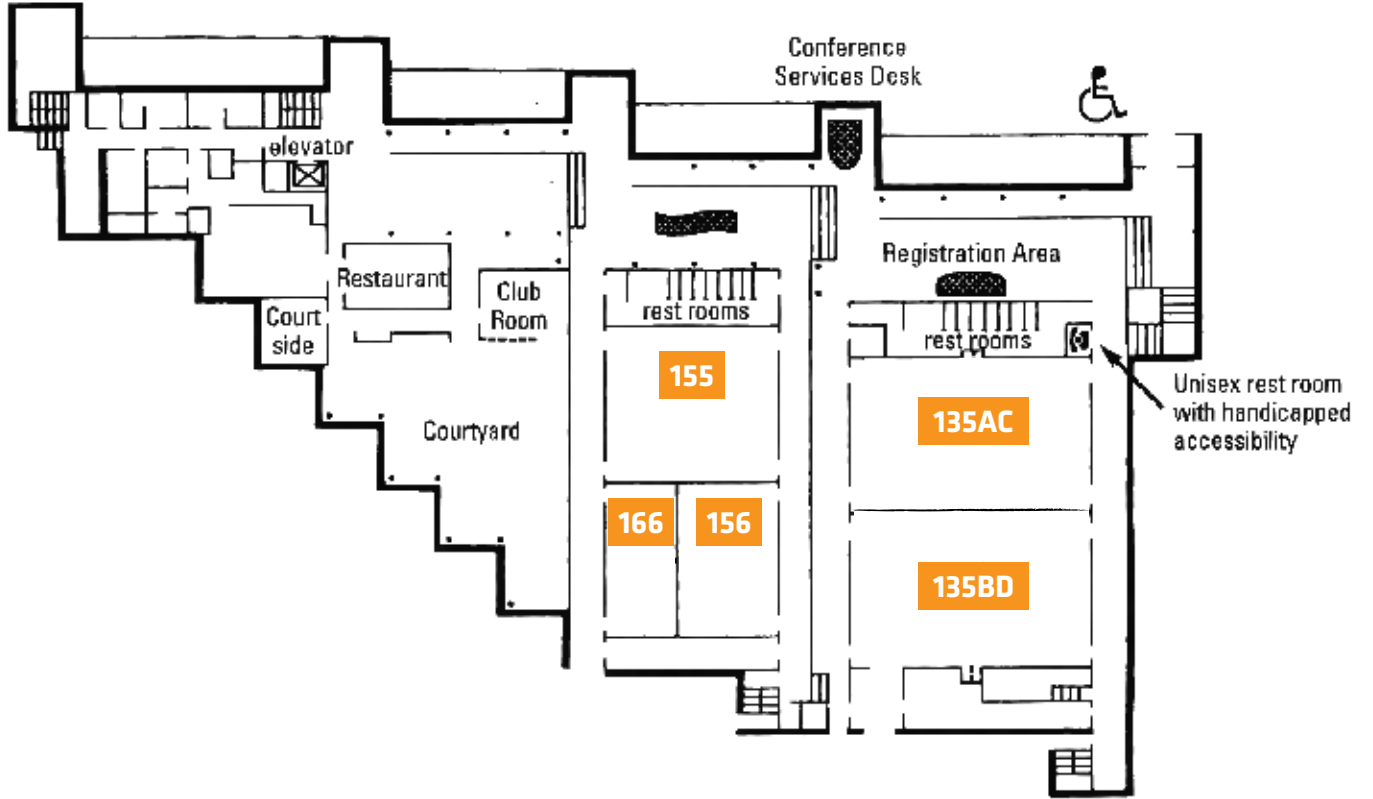 Conference
Services Desk
elevator
Registration Area
Restaurant
Club
Room
rest rooms
Court
side
rest rooms
155
Unisex rest room
with handicapped
accessibility
135AC
Courtyard
166
156
135BD